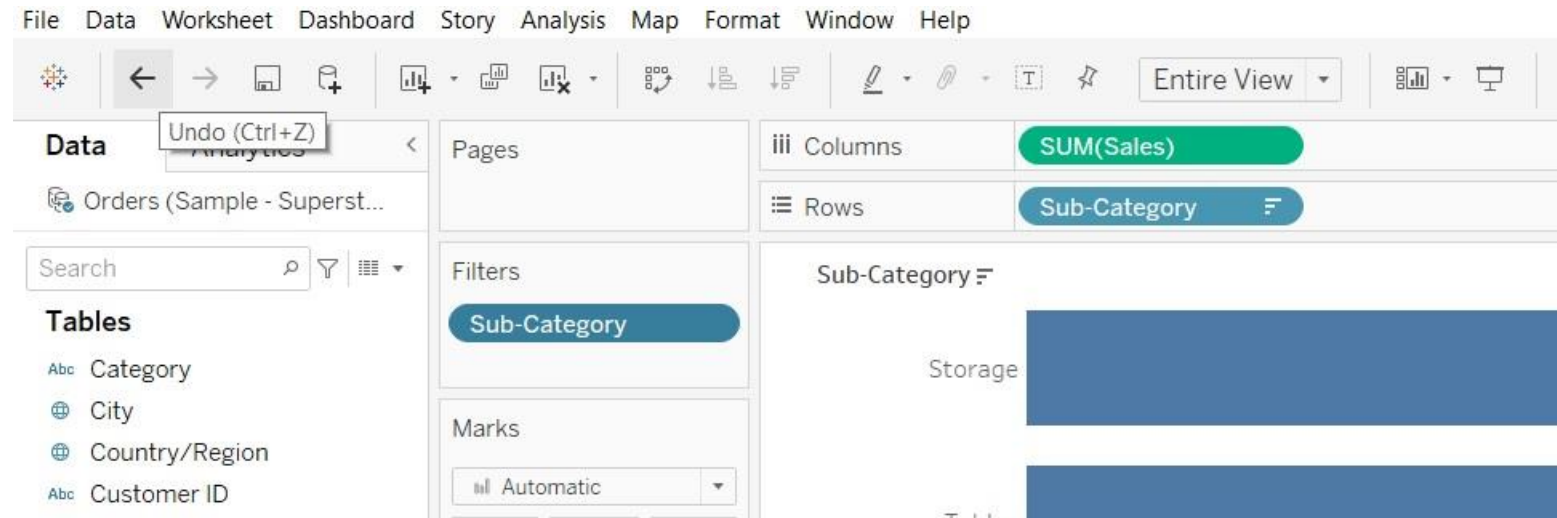 File Data Worksheet Dashboard Story Analysis Map Format Window Help
Entire View
Undo (Ctrl+Z)
Data
Pages
Columns
SUM(Sales)
Orders (Sample - Superst...
Rows
Sub-Category
Search
Filters
Sub-Category
Sub-Category
Tables
Abc Category
Storage
City
Marks
Country/Region
Automatic
Abc Customer ID